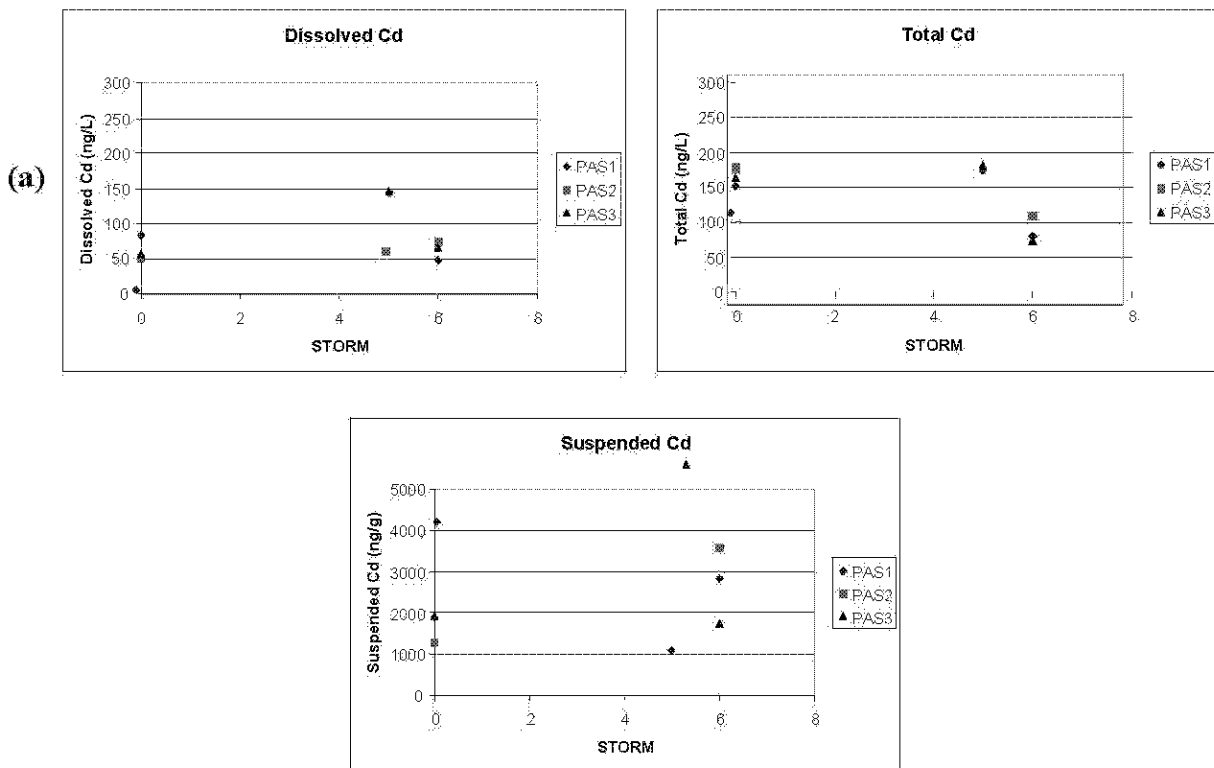 (a)
Dissolved Cd
Dissolved Cd (ng/L)
300
250
200
150
100
50
0
0 2 4 6 8
STORM
PAS1
PAS2
PAS3
Total Cd
Total Cd (ng/L)
300
250
200
150
100
50
0
0 2 4 6 8
STORM
PAS1
PAS2
PAS3
Suspended Cd
Suspended Cd (ng/g)
5000
4000
3000
2000
1000
0
0 2 4 6 8
STORM
PAS1
PAS2
PAS3